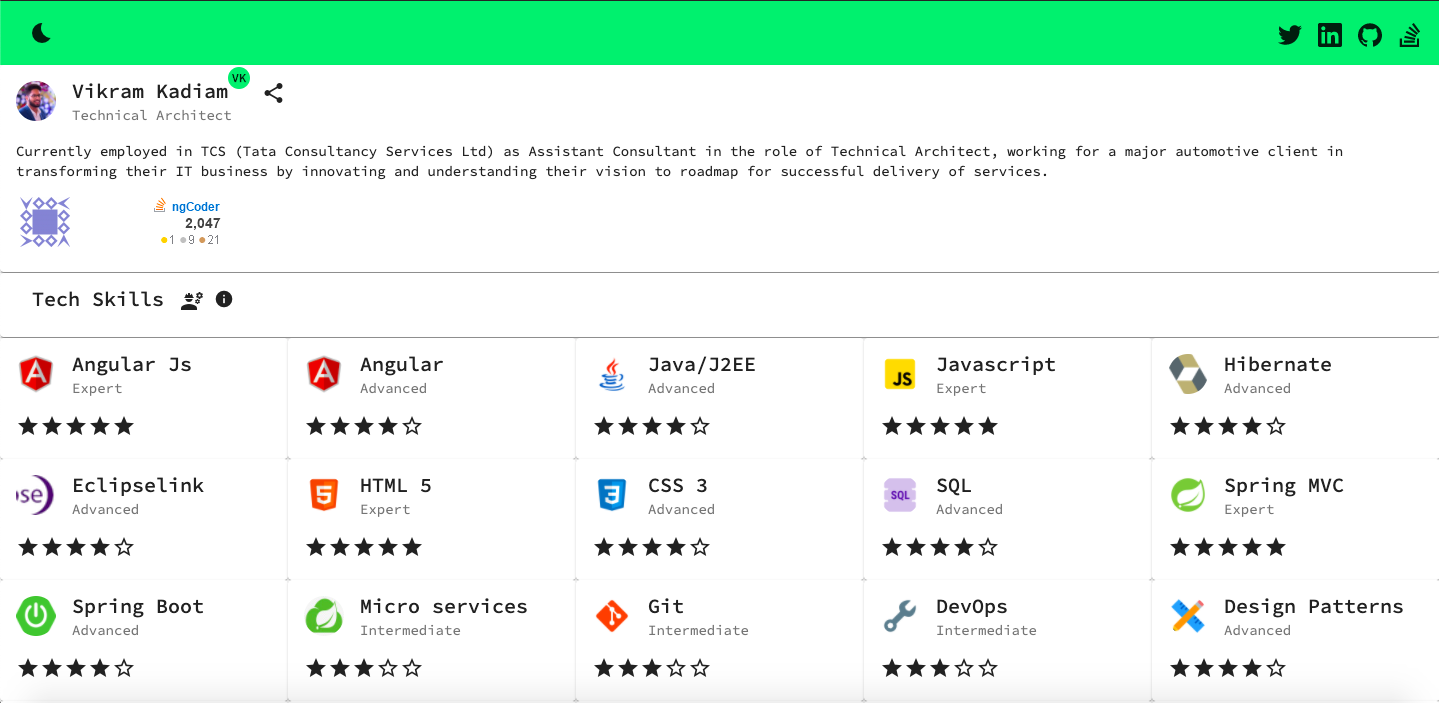 VK
Vikram Kadiam
Technical Architect
Currently employed in TCS (Tata Consultancy Services Ltd) as Assistant Consultant in the role of Technical Architect, working for a major automotive client in
transforming their IT business by innovating and understanding their vision to roadmap for successful delivery of services.
ngCoder
2,047
1 9 21
Tech Skills
Angular Js
Expert
Angular
Advanced
Java/J2EE
Advanced
JS
Javascript
Expert
Hibernate
Advanced
se
Eclipselink
Advanced
5
HTML 5
Expert
3
CSS 3
Advanced
SQL
SQL
Advanced
Spring MVC
Expert
Spring Boot
Advanced
Micro services
Intermediate
Git
Intermediate
DevOps
Intermediate
Design Patterns
Advanced